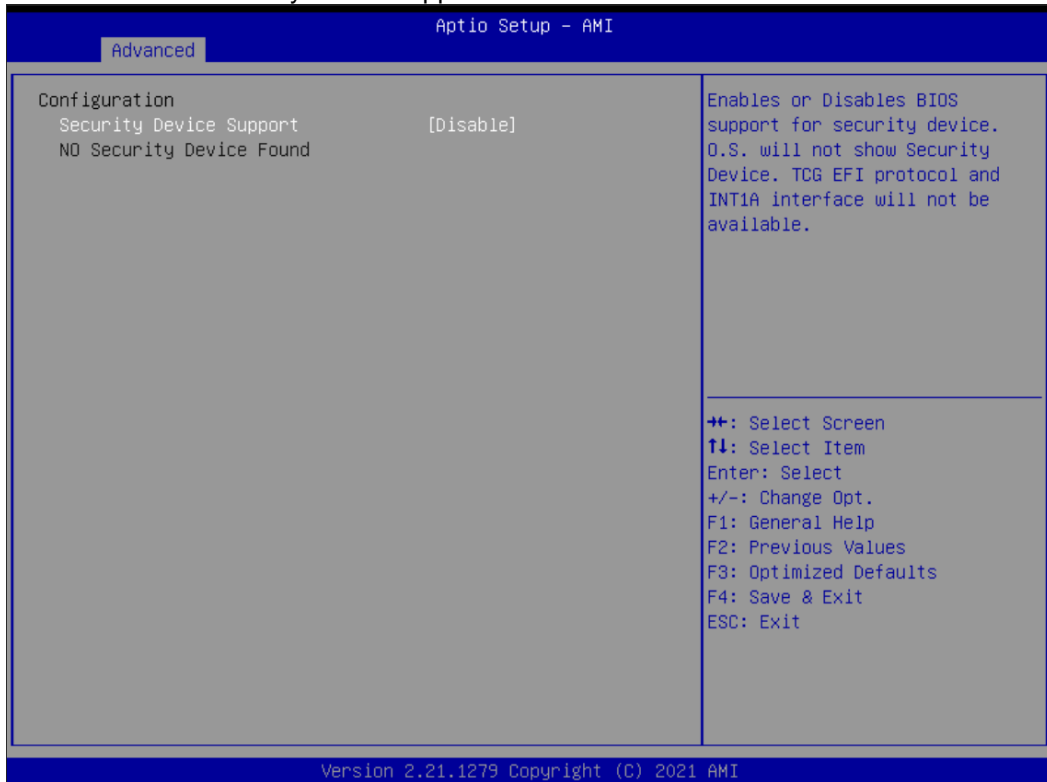 Aptio Setup – AMI
Advanced
Configuration
Security Device Support [Disable]
NO Security Device Found
Enables or Disables BIOS
support for security device.
O.S. will not show Security
Device. TCG EFI protocol and
INT1A interface will not be
available.
→←: Select Screen
↑↓: Select Item
Enter: Select
+/-: Change Opt.
F1: General Help
F2: Previous Values
F3: Optimized Defaults
F4: Save & Exit
ESC: Exit
Version 2.21.1279 Copyright (C) 2021 AMI